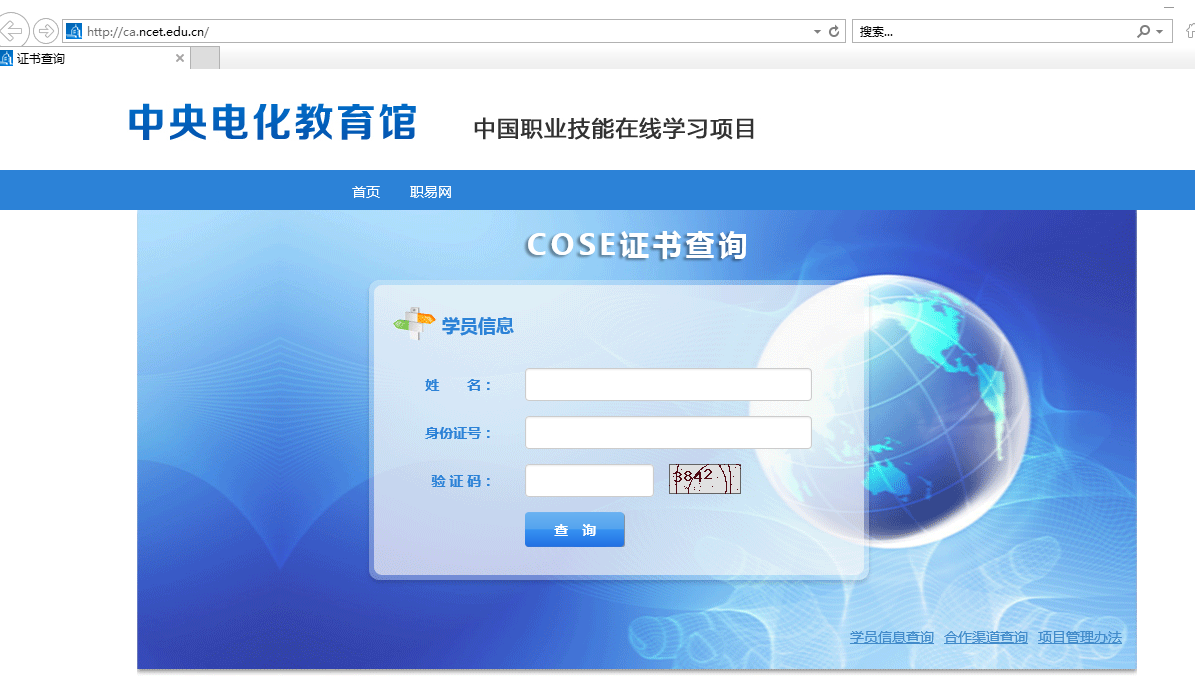 http://ca.ncet.edu.cn/
搜索...
证书查询
中央电化教育馆 中国职业技能在线学习项目
首页 职易网
COSE证书查询
学员信息
姓 名：
身份证号：
验 证 码：
3842
查 询
学员信息查询 合作渠道查询 项目管理办法